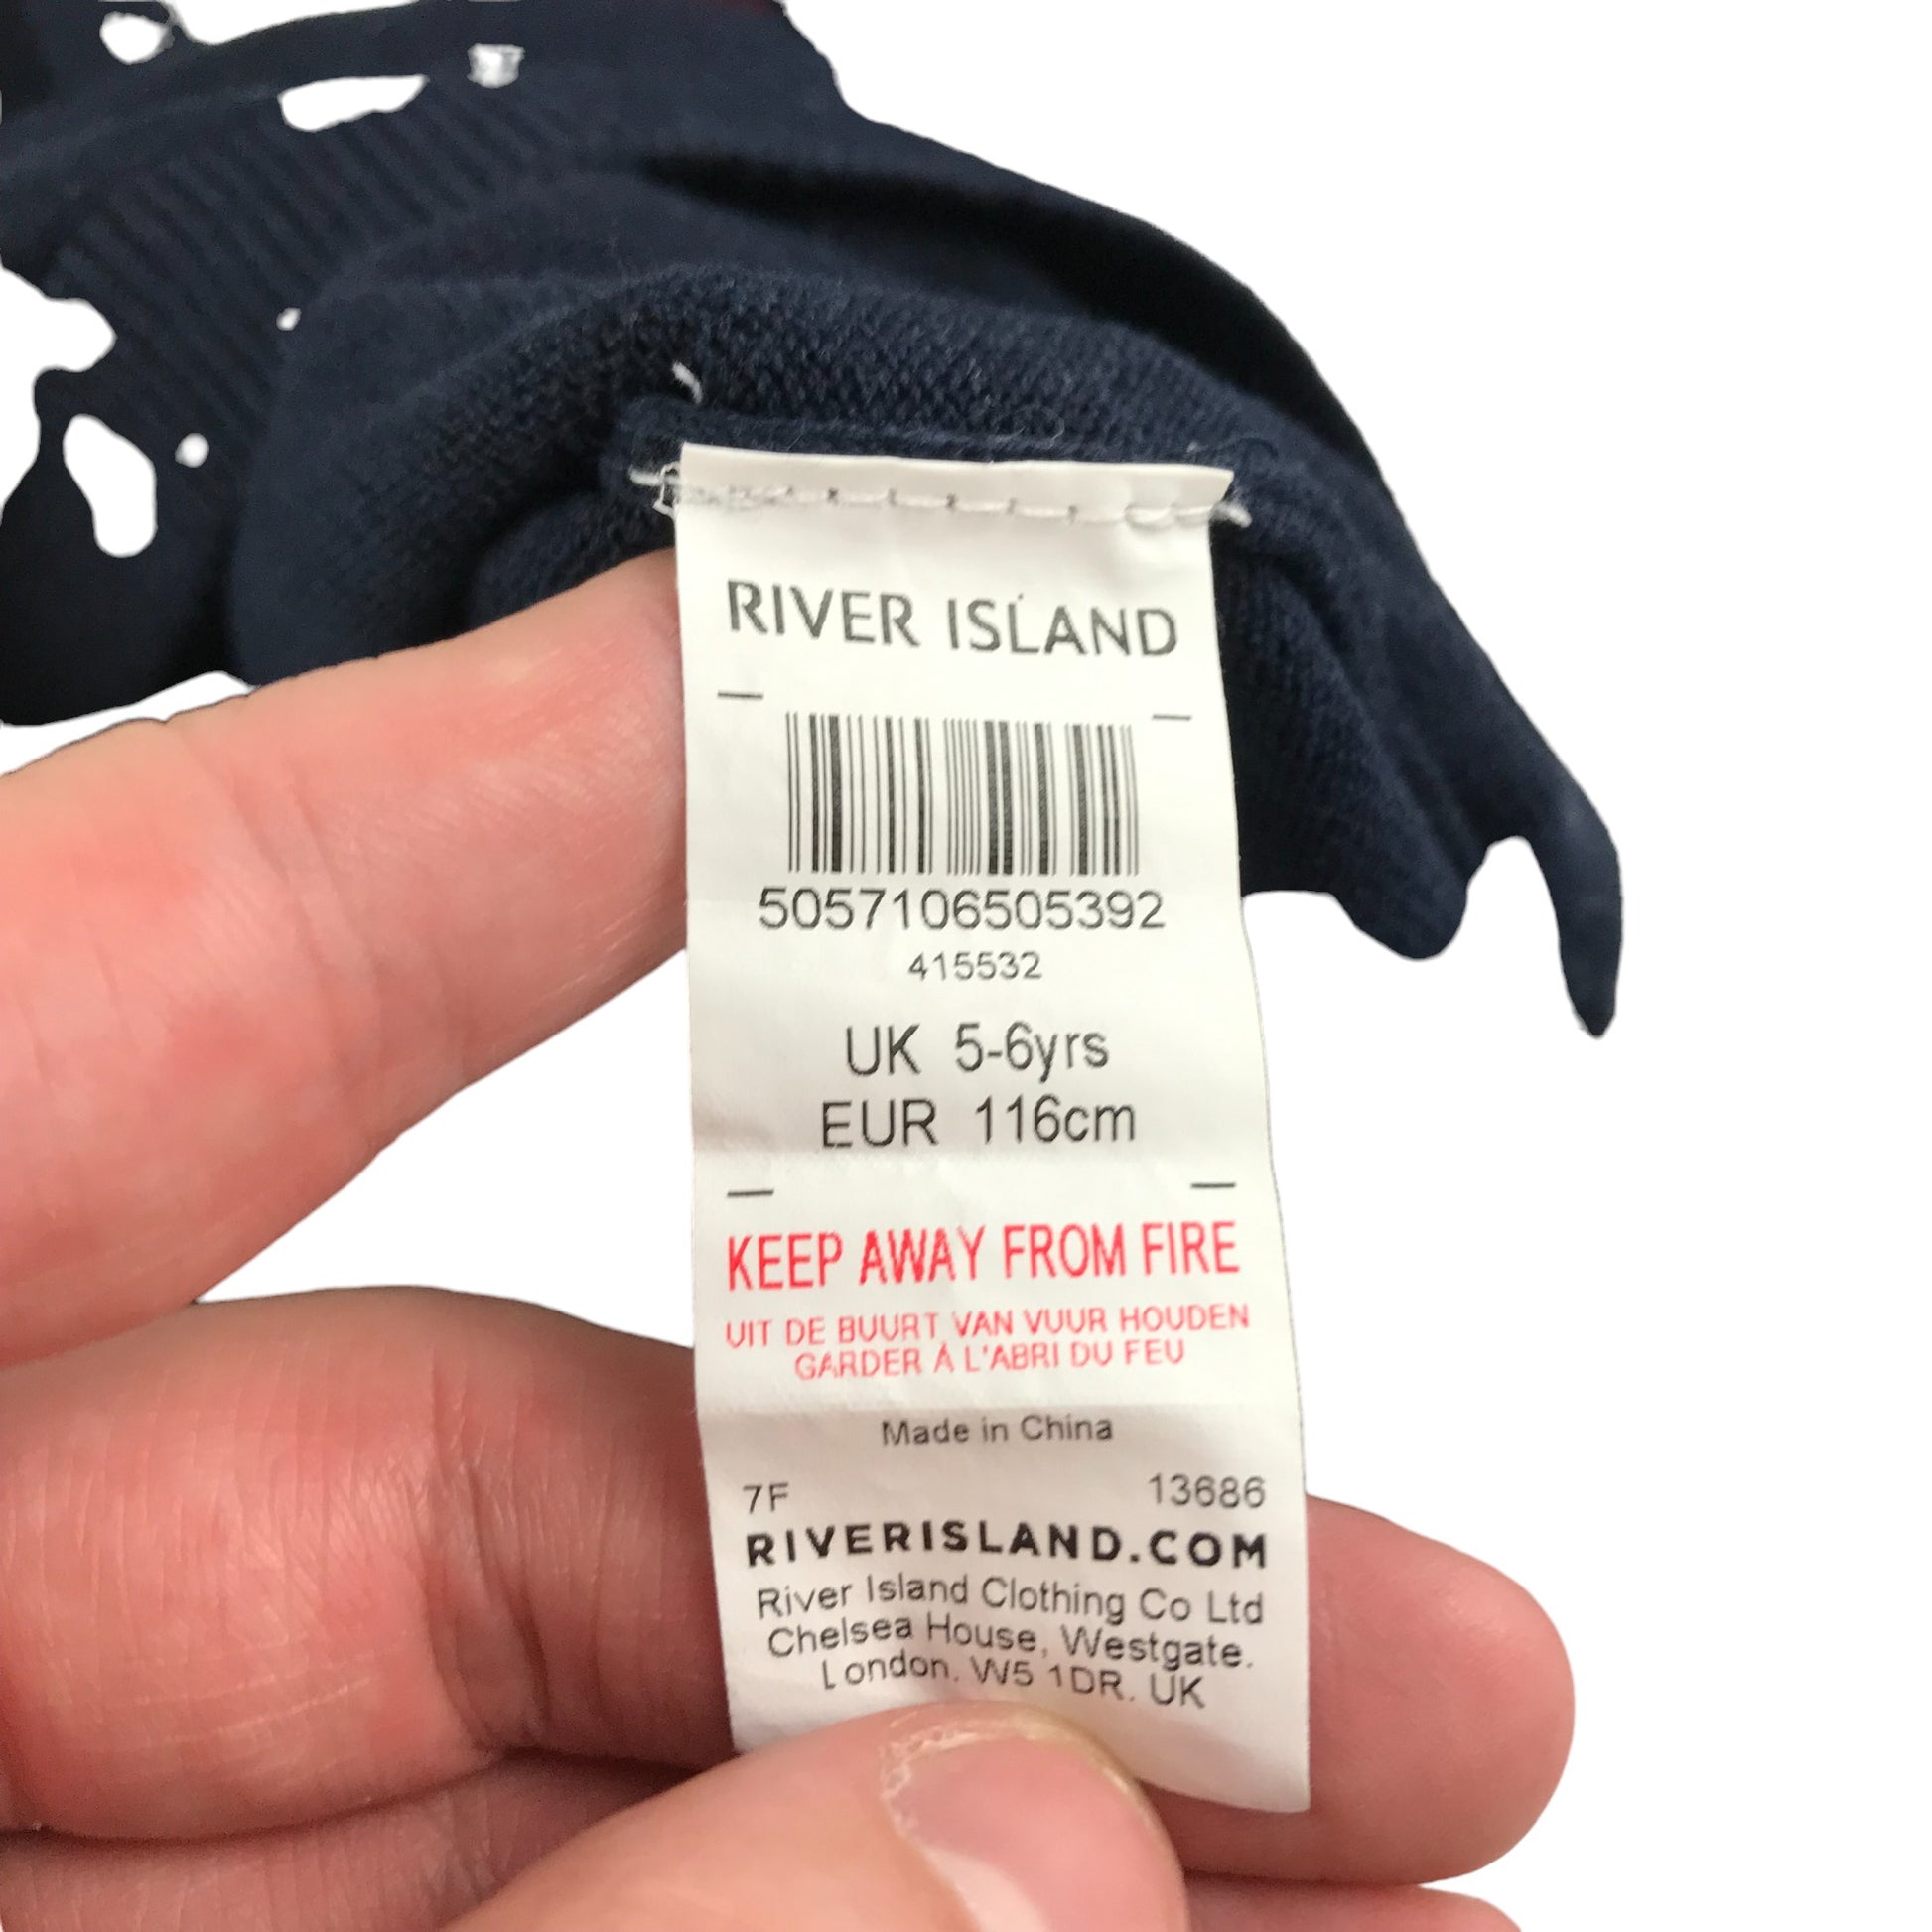 RIVER ISLAND
5057106505392
415532
UK 5-6yrs
EUR 116cm
KEEP AWAY FROM FIRE
UIT DE BUURT VAN VUUR HOUDEN
GARDER À L'ABRI DU FEU
Made in China
7F 13686
RIVERISLAND.COM
River Island Clothing Co Ltd
Chelsea House, Westgate.
London. W5 1DR. UK